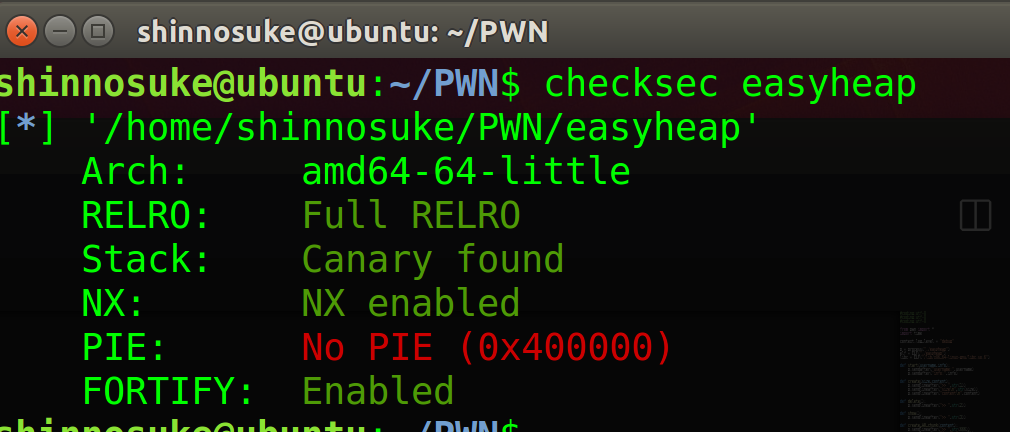 shinnosuke@ubuntu: ~/PWN
shinnosuke@ubuntu:~/PWN$ checksec easyheap
[*] '/home/shinnosuke/PWN/easyheap'
Arch: amd64-64-little
RELRO: Full RELRO
Stack: Canary found
NX: NX enabled
PIE: No PIE (0x400000)
FORTIFY: Enabled
shinnosuke@ubuntu:~/PWN$